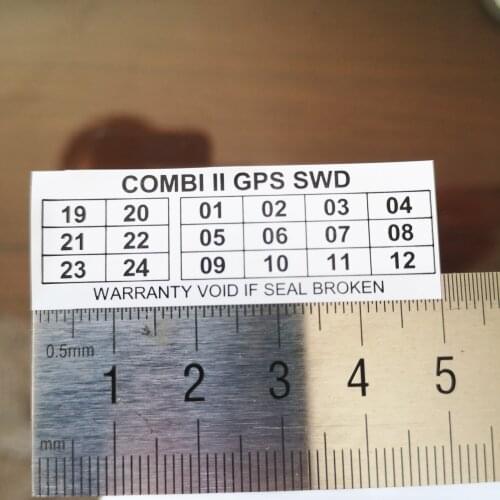 COMBI II GPS SWD
19 20 01 02 03 04
21 22 05 06 07 08
23 24 09 10 11 12
WARRANTY VOID IF SEAL BROKEN
0.5mm
1 2 3 4 5
mm